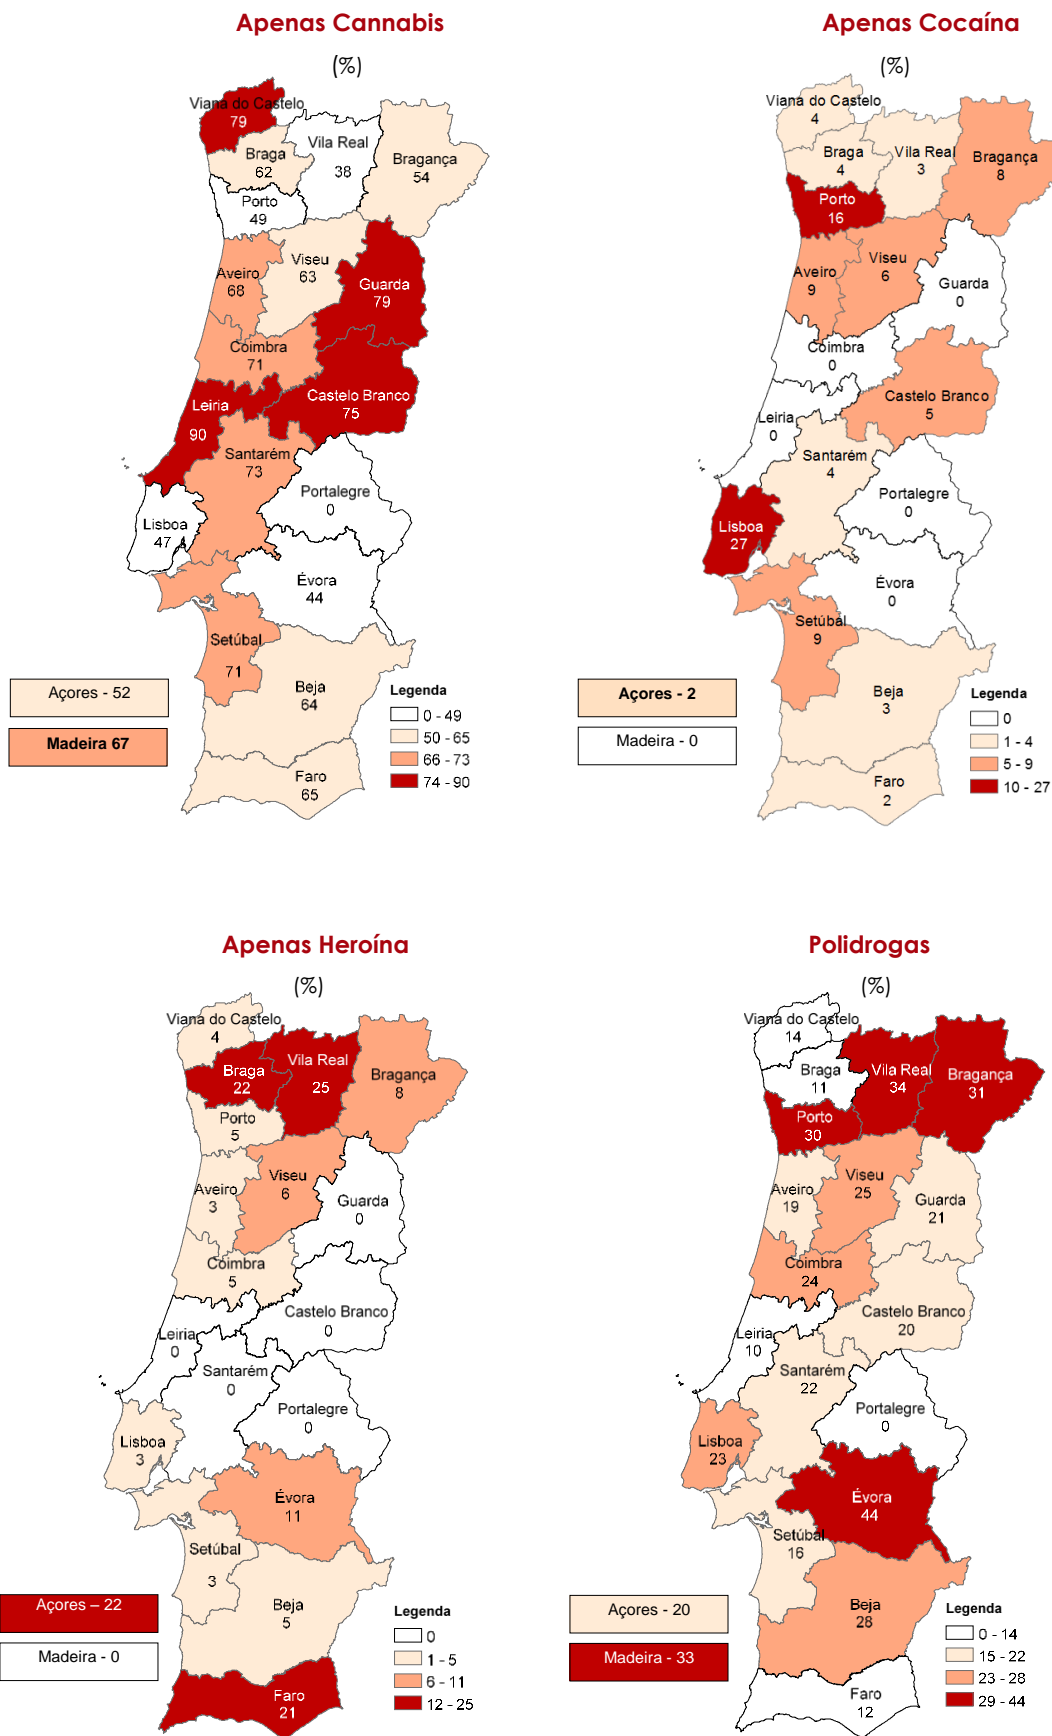 Apenas Cannabis
(%)
Viana do Castelo
79
Braga
62
Vila Real
38
Bragança
54
Porto
49
Aveiro
68
Viseu
63
Guarda
79
Coimbra
71
Leiria
90
Castelo Branco
75
Santarém
73
Portalegre
0
Lisboa
47
Évora
44
Setúbal
71
Beja
64
Faro
65
Açores - 52
Madeira 67
Legenda
0 - 49
50 - 65
66 - 73
74 - 90
Apenas Cocaína
(%)
Viana do Castelo
4
Braga
4
Vila Real
3
Bragança
8
Porto
16
Aveiro
9
Viseu
6
Guarda
0
Coimbra
0
Castelo Branco
5
Leiria
0
Santarém
4
Portalegre
0
Lisboa
27
Évora
0
Setúbal
9
Beja
3
Faro
2
Açores - 2
Madeira - 0
Legenda
0
1 - 4
5 - 9
10 - 27
Apenas Heroína
(%)
Viana do Castelo
4
Braga
22
Vila Real
25
Bragança
8
Porto
5
Aveiro
3
Viseu
6
Guarda
0
Coimbra
5
Castelo Branco
0
Leiria
0
Santarém
0
Portalegre
0
Lisboa
3
Évora
11
Setúbal
3
Beja
5
Faro
21
Açores – 22
Madeira - 0
Legenda
0
1 - 5
6 - 11
12 - 25
Polidrogas
(%)
Viana do Castelo
14
Braga
11
Vila Real
34
Bragança
31
Porto
30
Aveiro
19
Viseu
25
Guarda
21
Coimbra
24
Castelo Branco
20
Leiria
10
Santarém
22
Portalegre
0
Lisboa
23
Évora
44
Setúbal
16
Beja
28
Faro
12
Açores - 20
Madeira - 33
Legenda
0 - 14
15 - 22
23 - 28
29 - 44